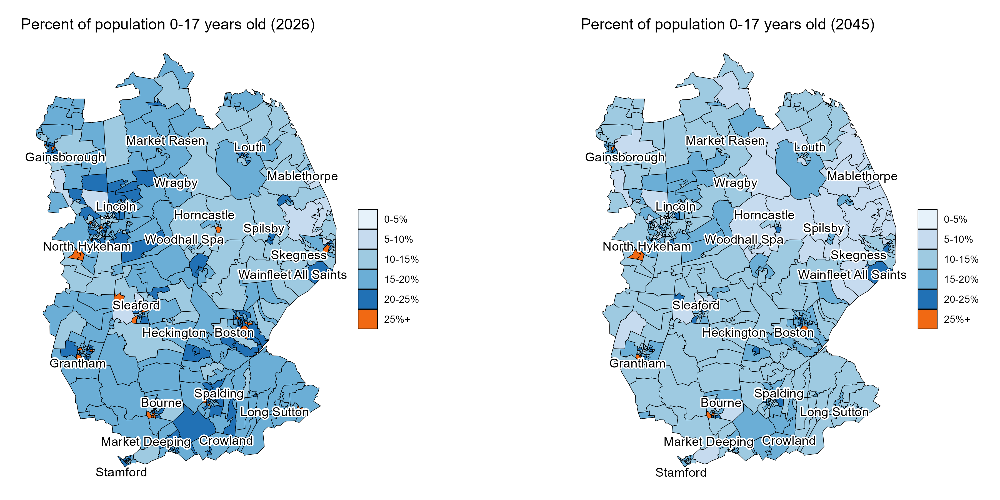 Percent of population 0-17 years old (2026)
Market Rasen
Louth
Gainsborough
Mablethorpe
Wragby
Lincoln
Horncastle
Spilsby
Woodhall Spa
North Hykeham
Skegness
Wainfleet All Saints
Sleaford
Heckington
Boston
Grantham
Spalding
Bourne
Long Sutton
Market Deeping
Crowland
Stamford
0-5%
5-10%
10-15%
15-20%
20-25%
25%+
Percent of population 0-17 years old (2045)
Market Rasen
Louth
Gainsborough
Mablethorpe
Wragby
Lincoln
Horncastle
Spilsby
Woodhall Spa
North Hykeham
Skegness
Wainfleet All Saints
Sleaford
Heckington
Boston
Grantham
Spalding
Bourne
Long Sutton
Market Deeping
Crowland
Stamford
0-5%
5-10%
10-15%
15-20%
20-25%
25%+